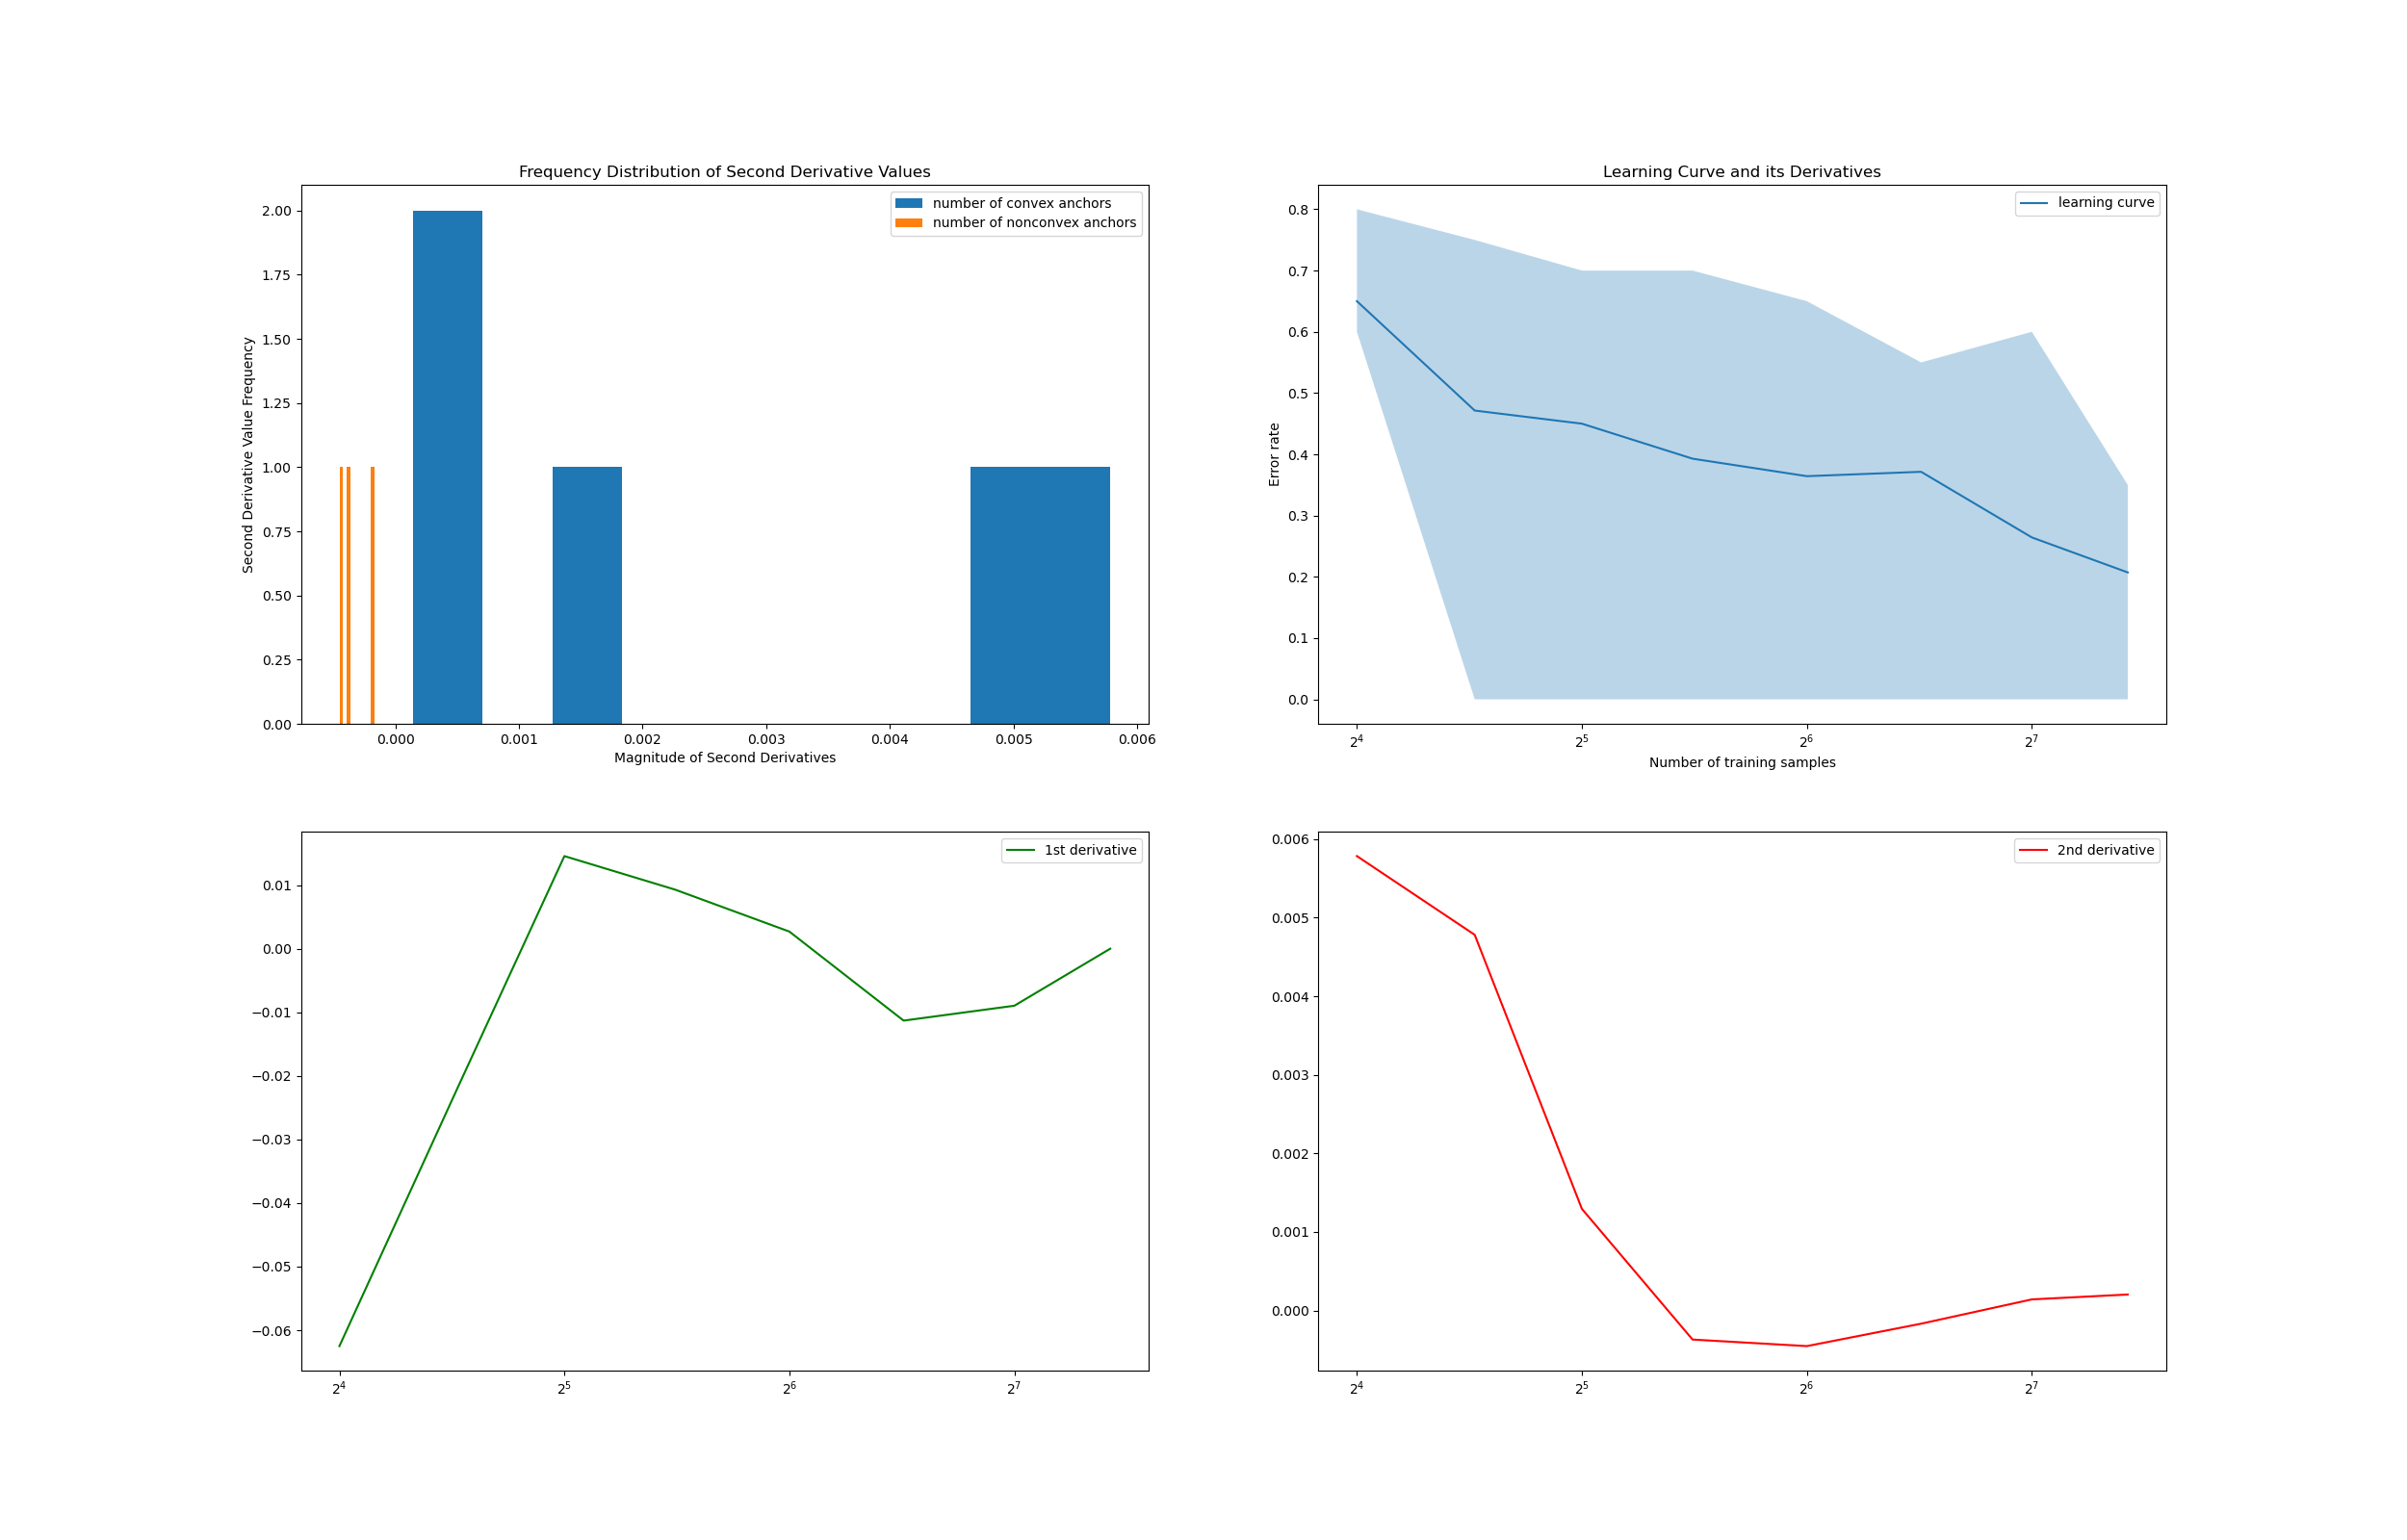 Frequency Distribution of Second Derivative Values
number of convex anchors
number of nonconvex anchors
2.00
1.75
1.50
1.25
1.00
0.75
0.50
0.25
0.00
Second Derivative Value Frequency
0.000 0.001 0.002 0.003 0.004 0.005 0.006
Magnitude of Second Derivatives
Learning Curve and its Derivatives
learning curve
0.8
0.7
0.6
0.5
0.4
0.3
0.2
0.1
0.0
Error rate
2⁴ 2⁵ 2⁶ 2⁷
Number of training samples
1st derivative
0.01
0.00
−0.01
−0.02
−0.03
−0.04
−0.05
−0.06
2⁴ 2⁵ 2⁶ 2⁷
2nd derivative
0.006
0.005
0.004
0.003
0.002
0.001
0.000
2⁴ 2⁵ 2⁶ 2⁷